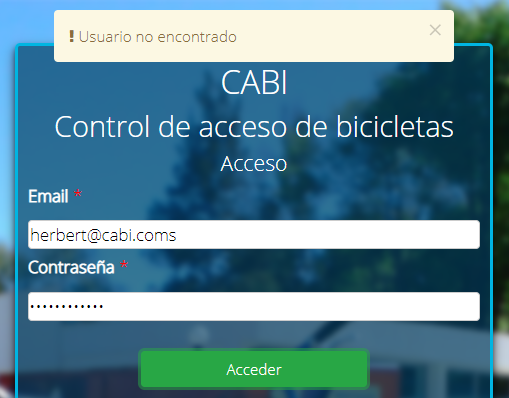 ! Usuario no encontrado ×
CABI
Control de acceso de bicicletas
Acceso
Email *
herbert@cabi.coms
Contraseña *
••••••••••••
Acceder